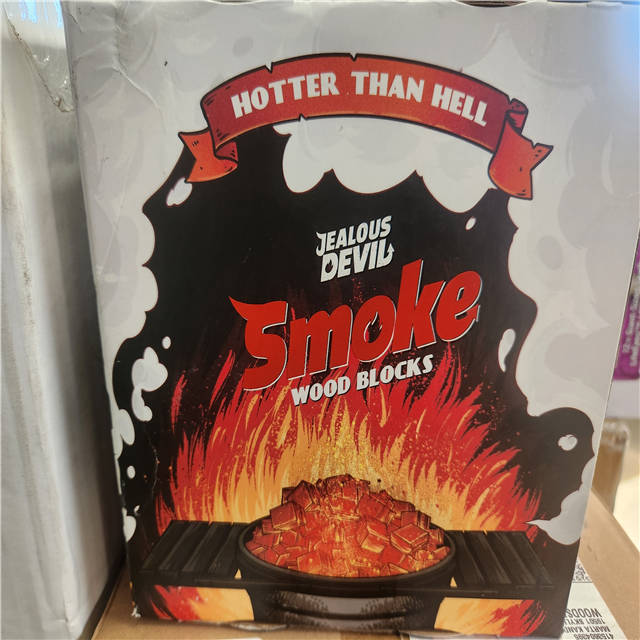 HOTTER THAN HELL
JEALOUS
DEVIL
Smoke
WOOD BLOCKS